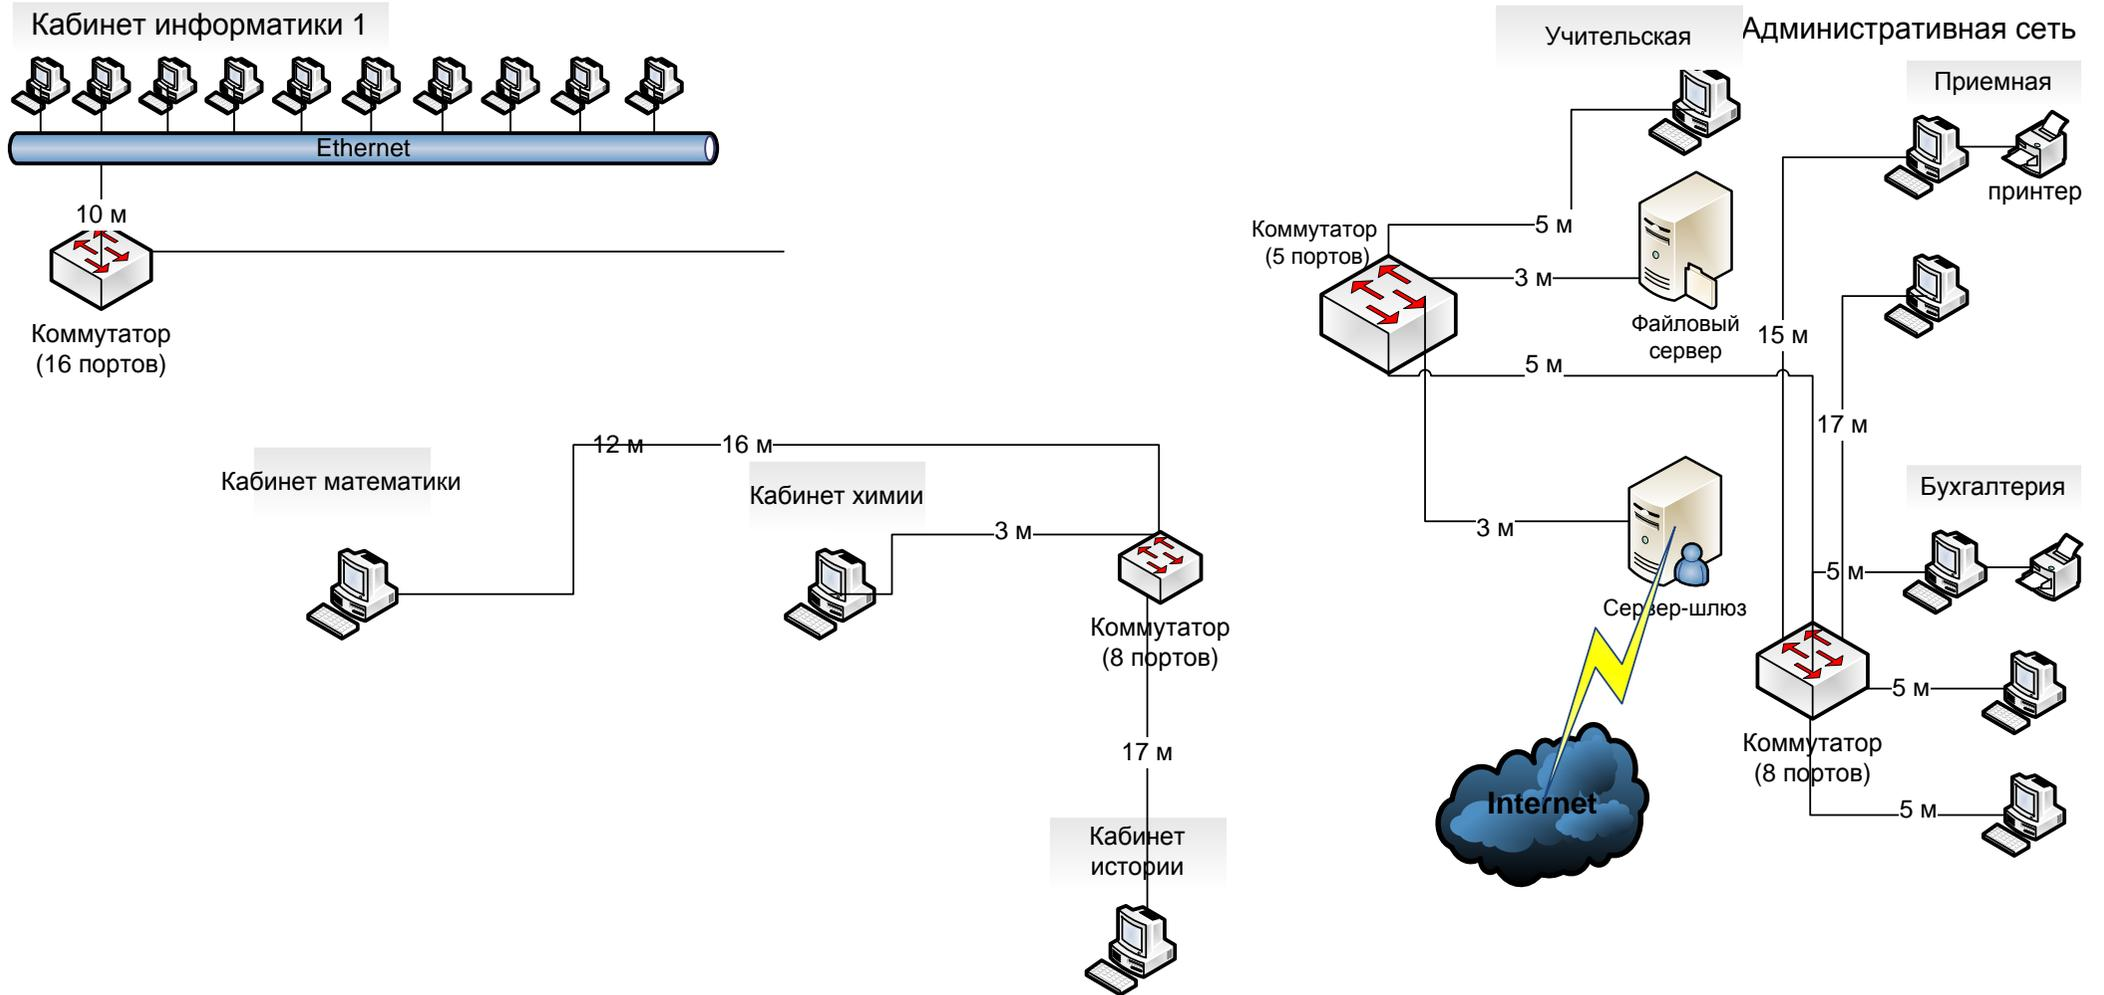 Кабинет информатики 1
Ethernet
10 м
Коммутатор
(16 портов)
12 м
16 м
Кабинет математики
Кабинет химии
3 м
Коммутатор
(8 портов)
17 м
Кабинет
истории
Учительская
Административная сеть
Приемная
принтер
Коммутатор
(5 портов)
5 м
3 м
Файловый
сервер
15 м
5 м
17 м
3 м
Сервер-шлюз
Internet
Бухгалтерия
5 м
5 м
Коммутатор
(8 портов)
5 м